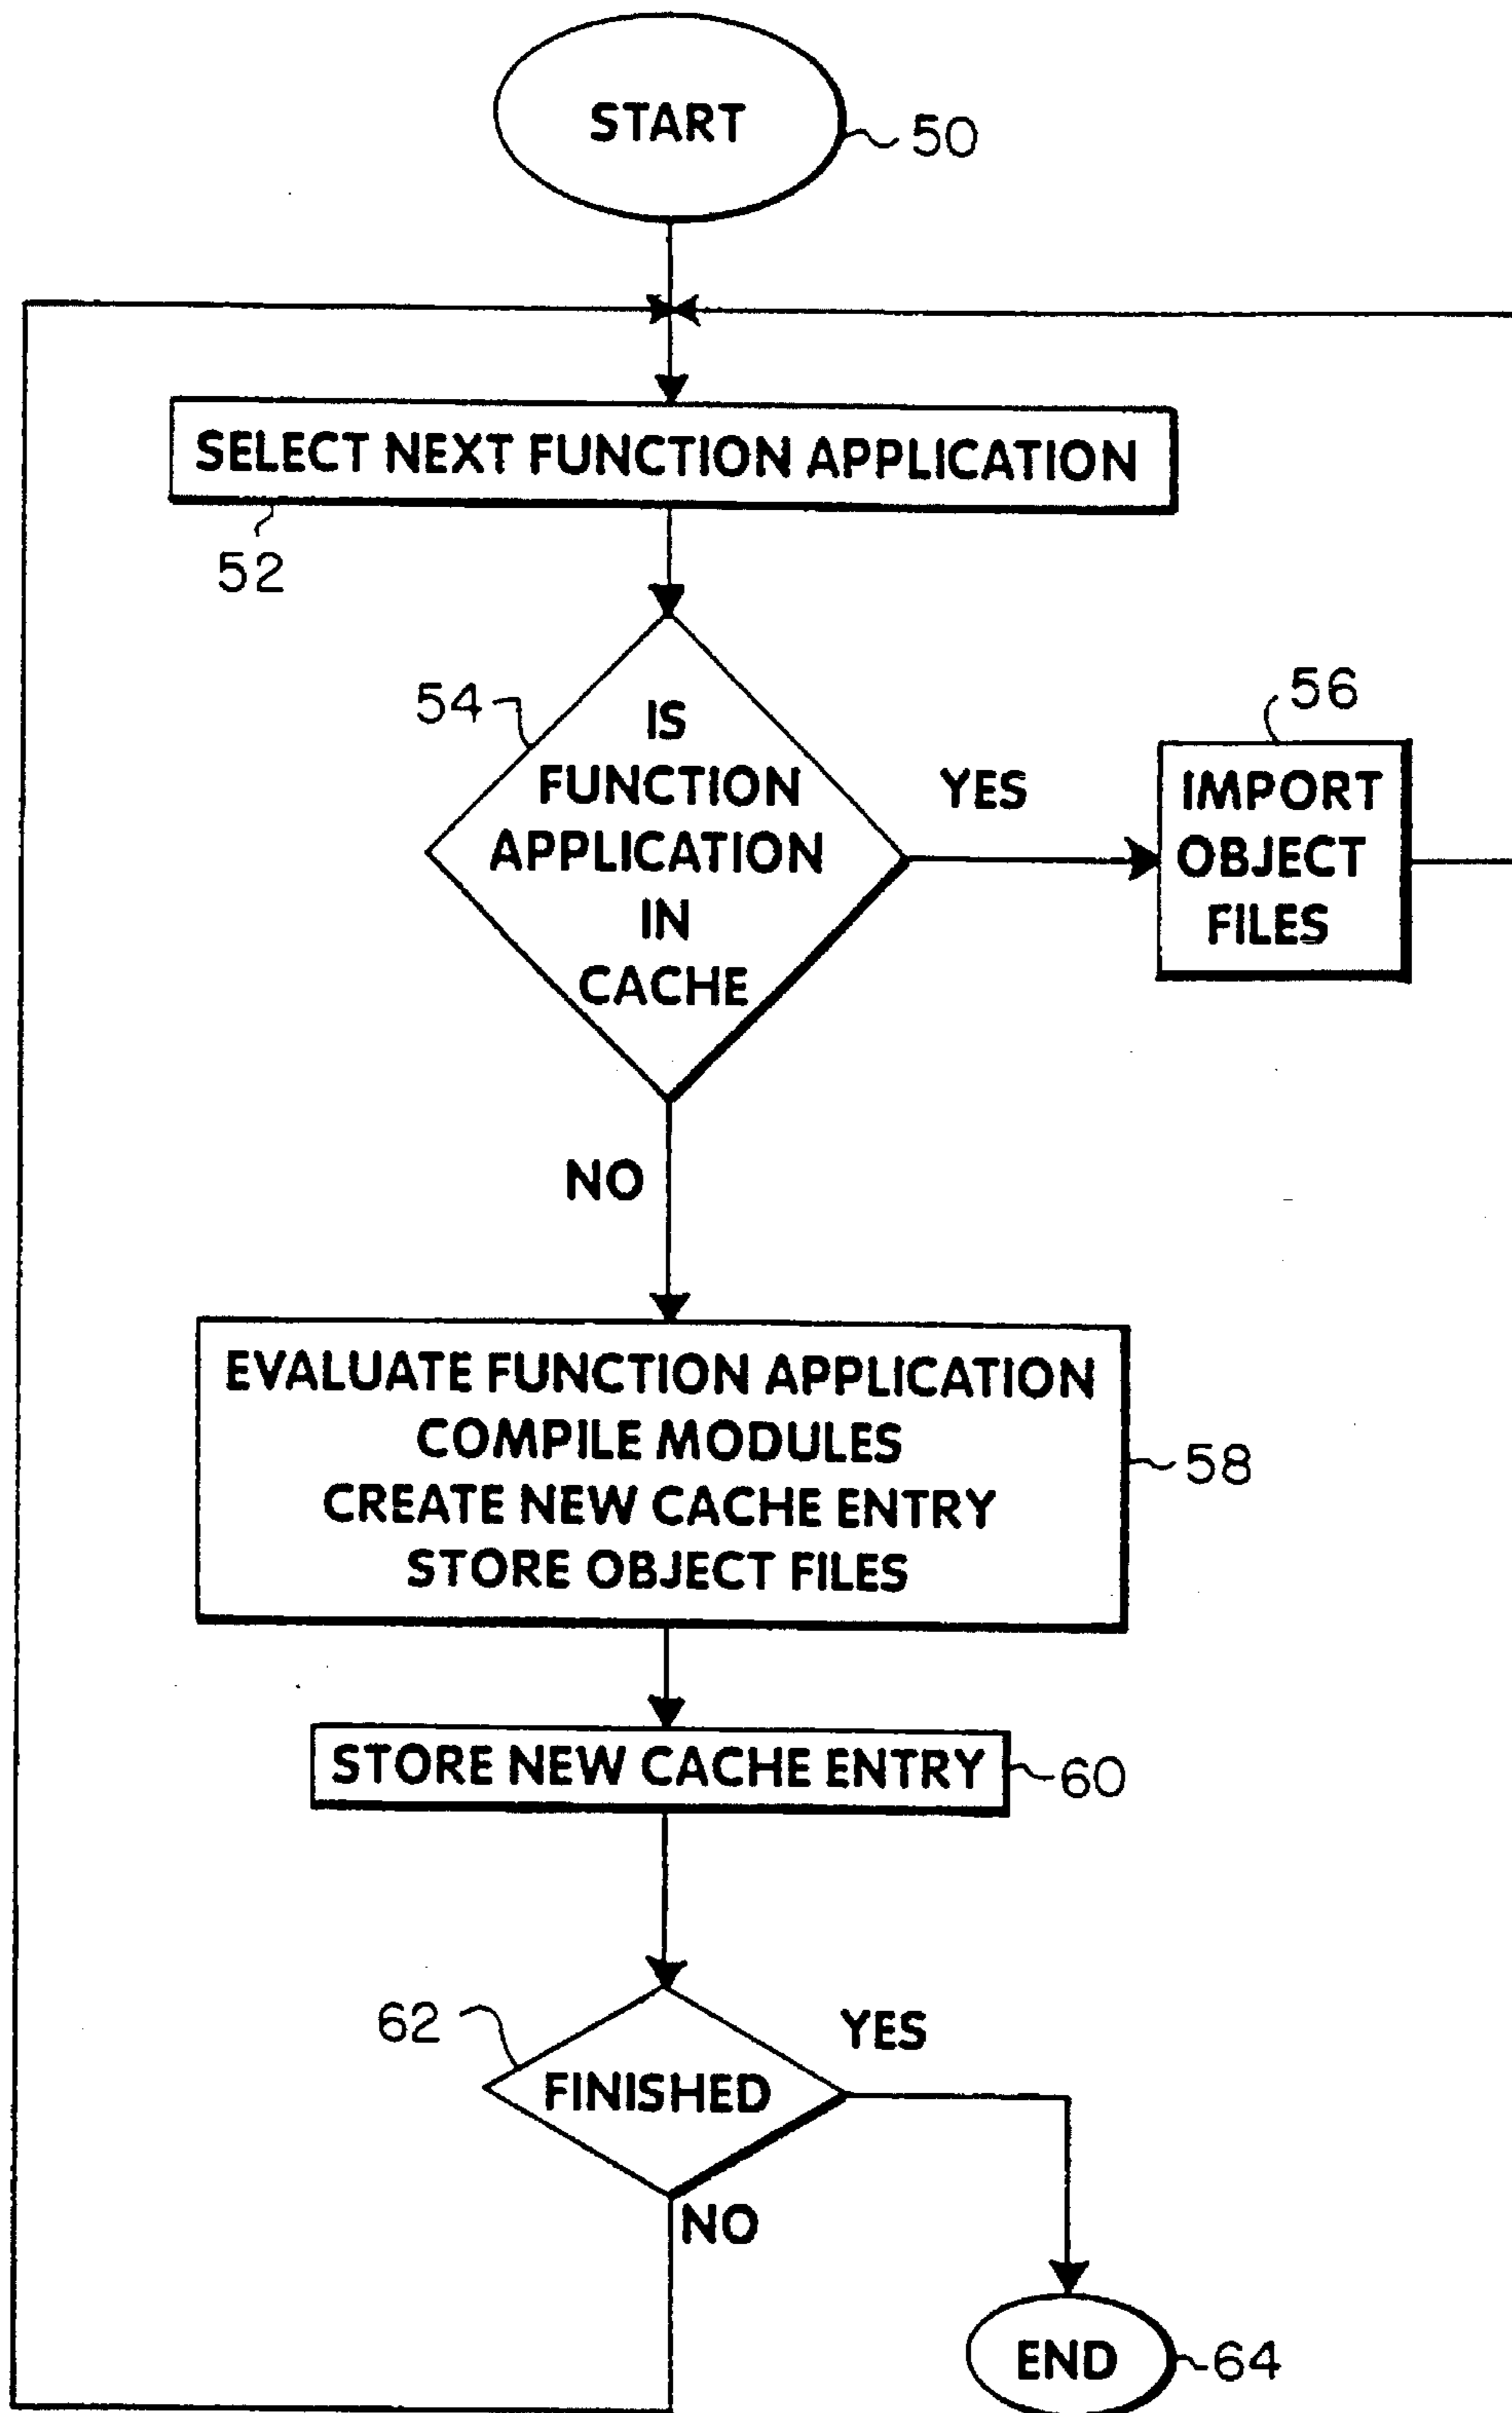 START
50
SELECT NEXT FUNCTION APPLICATION
52
54
IS
FUNCTION
APPLICATION
IN
CACHE
YES
56
IMPORT
OBJECT
FILES
NO
EVALUATE FUNCTION APPLICATION
COMPILE MODULES
CREATE NEW CACHE ENTRY
STORE OBJECT FILES
58
STORE NEW CACHE ENTRY
60
62
FINISHED
YES
NO
END
64